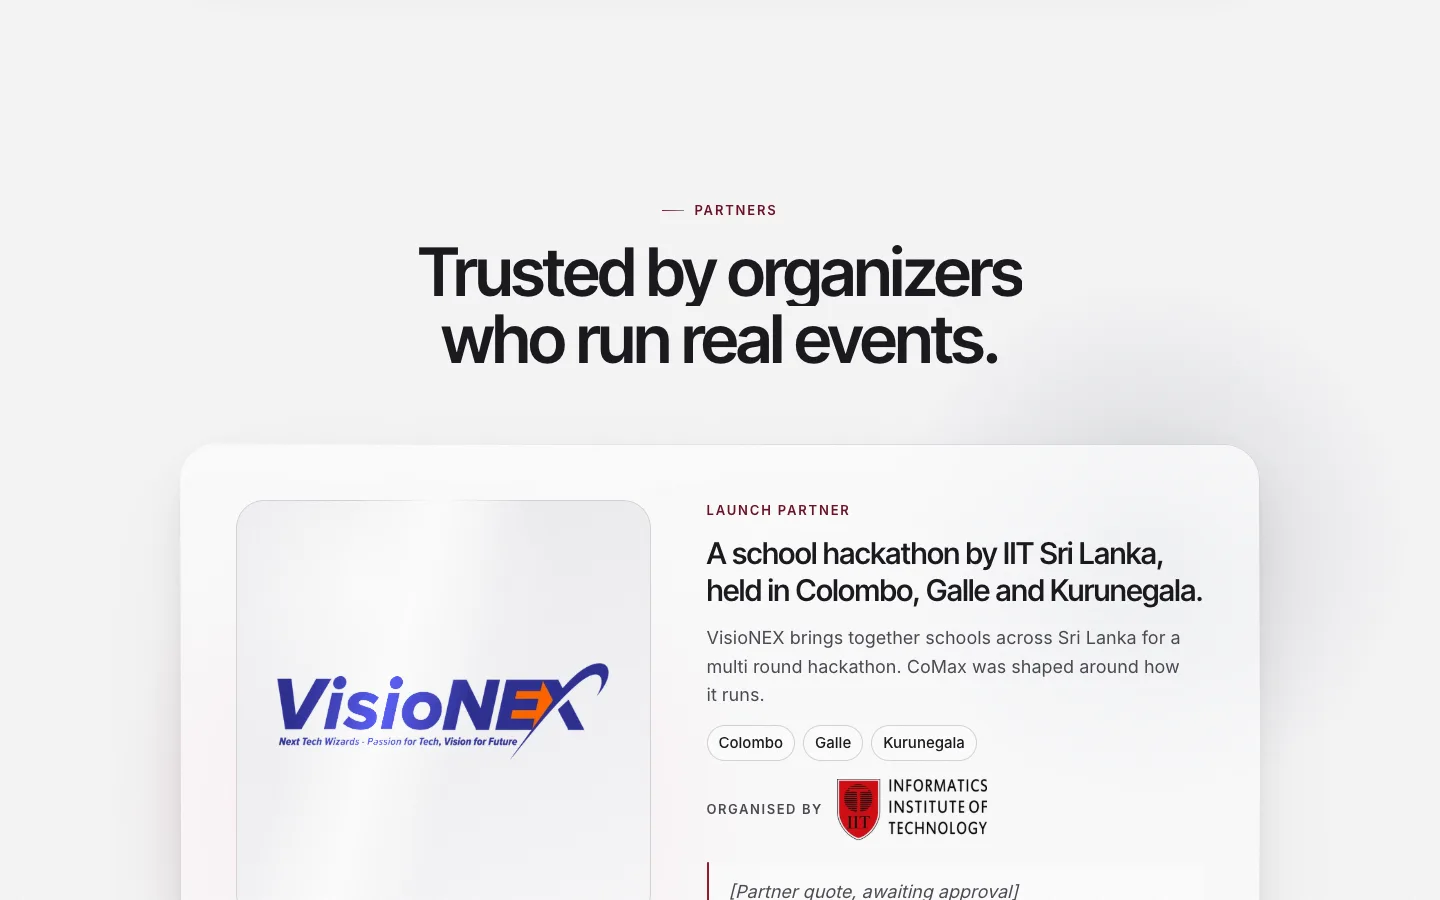 PARTNERS
Trusted by organizers
who run real events.
VisioNEX
Next Tech Wizards - Passion for Tech, Vision for Future
LAUNCH PARTNER
A school hackathon by IIT Sri Lanka,
held in Colombo, Galle and Kurunegala.
VisioNEX brings together schools across Sri Lanka for a
multi round hackathon. CoMax was shaped around how
it runs.
Colombo
Galle
Kurunegala
ORGANISED BY
IIT
INFORMATICS
INSTITUTE OF
TECHNOLOGY
[Partner quote, awaiting approval]